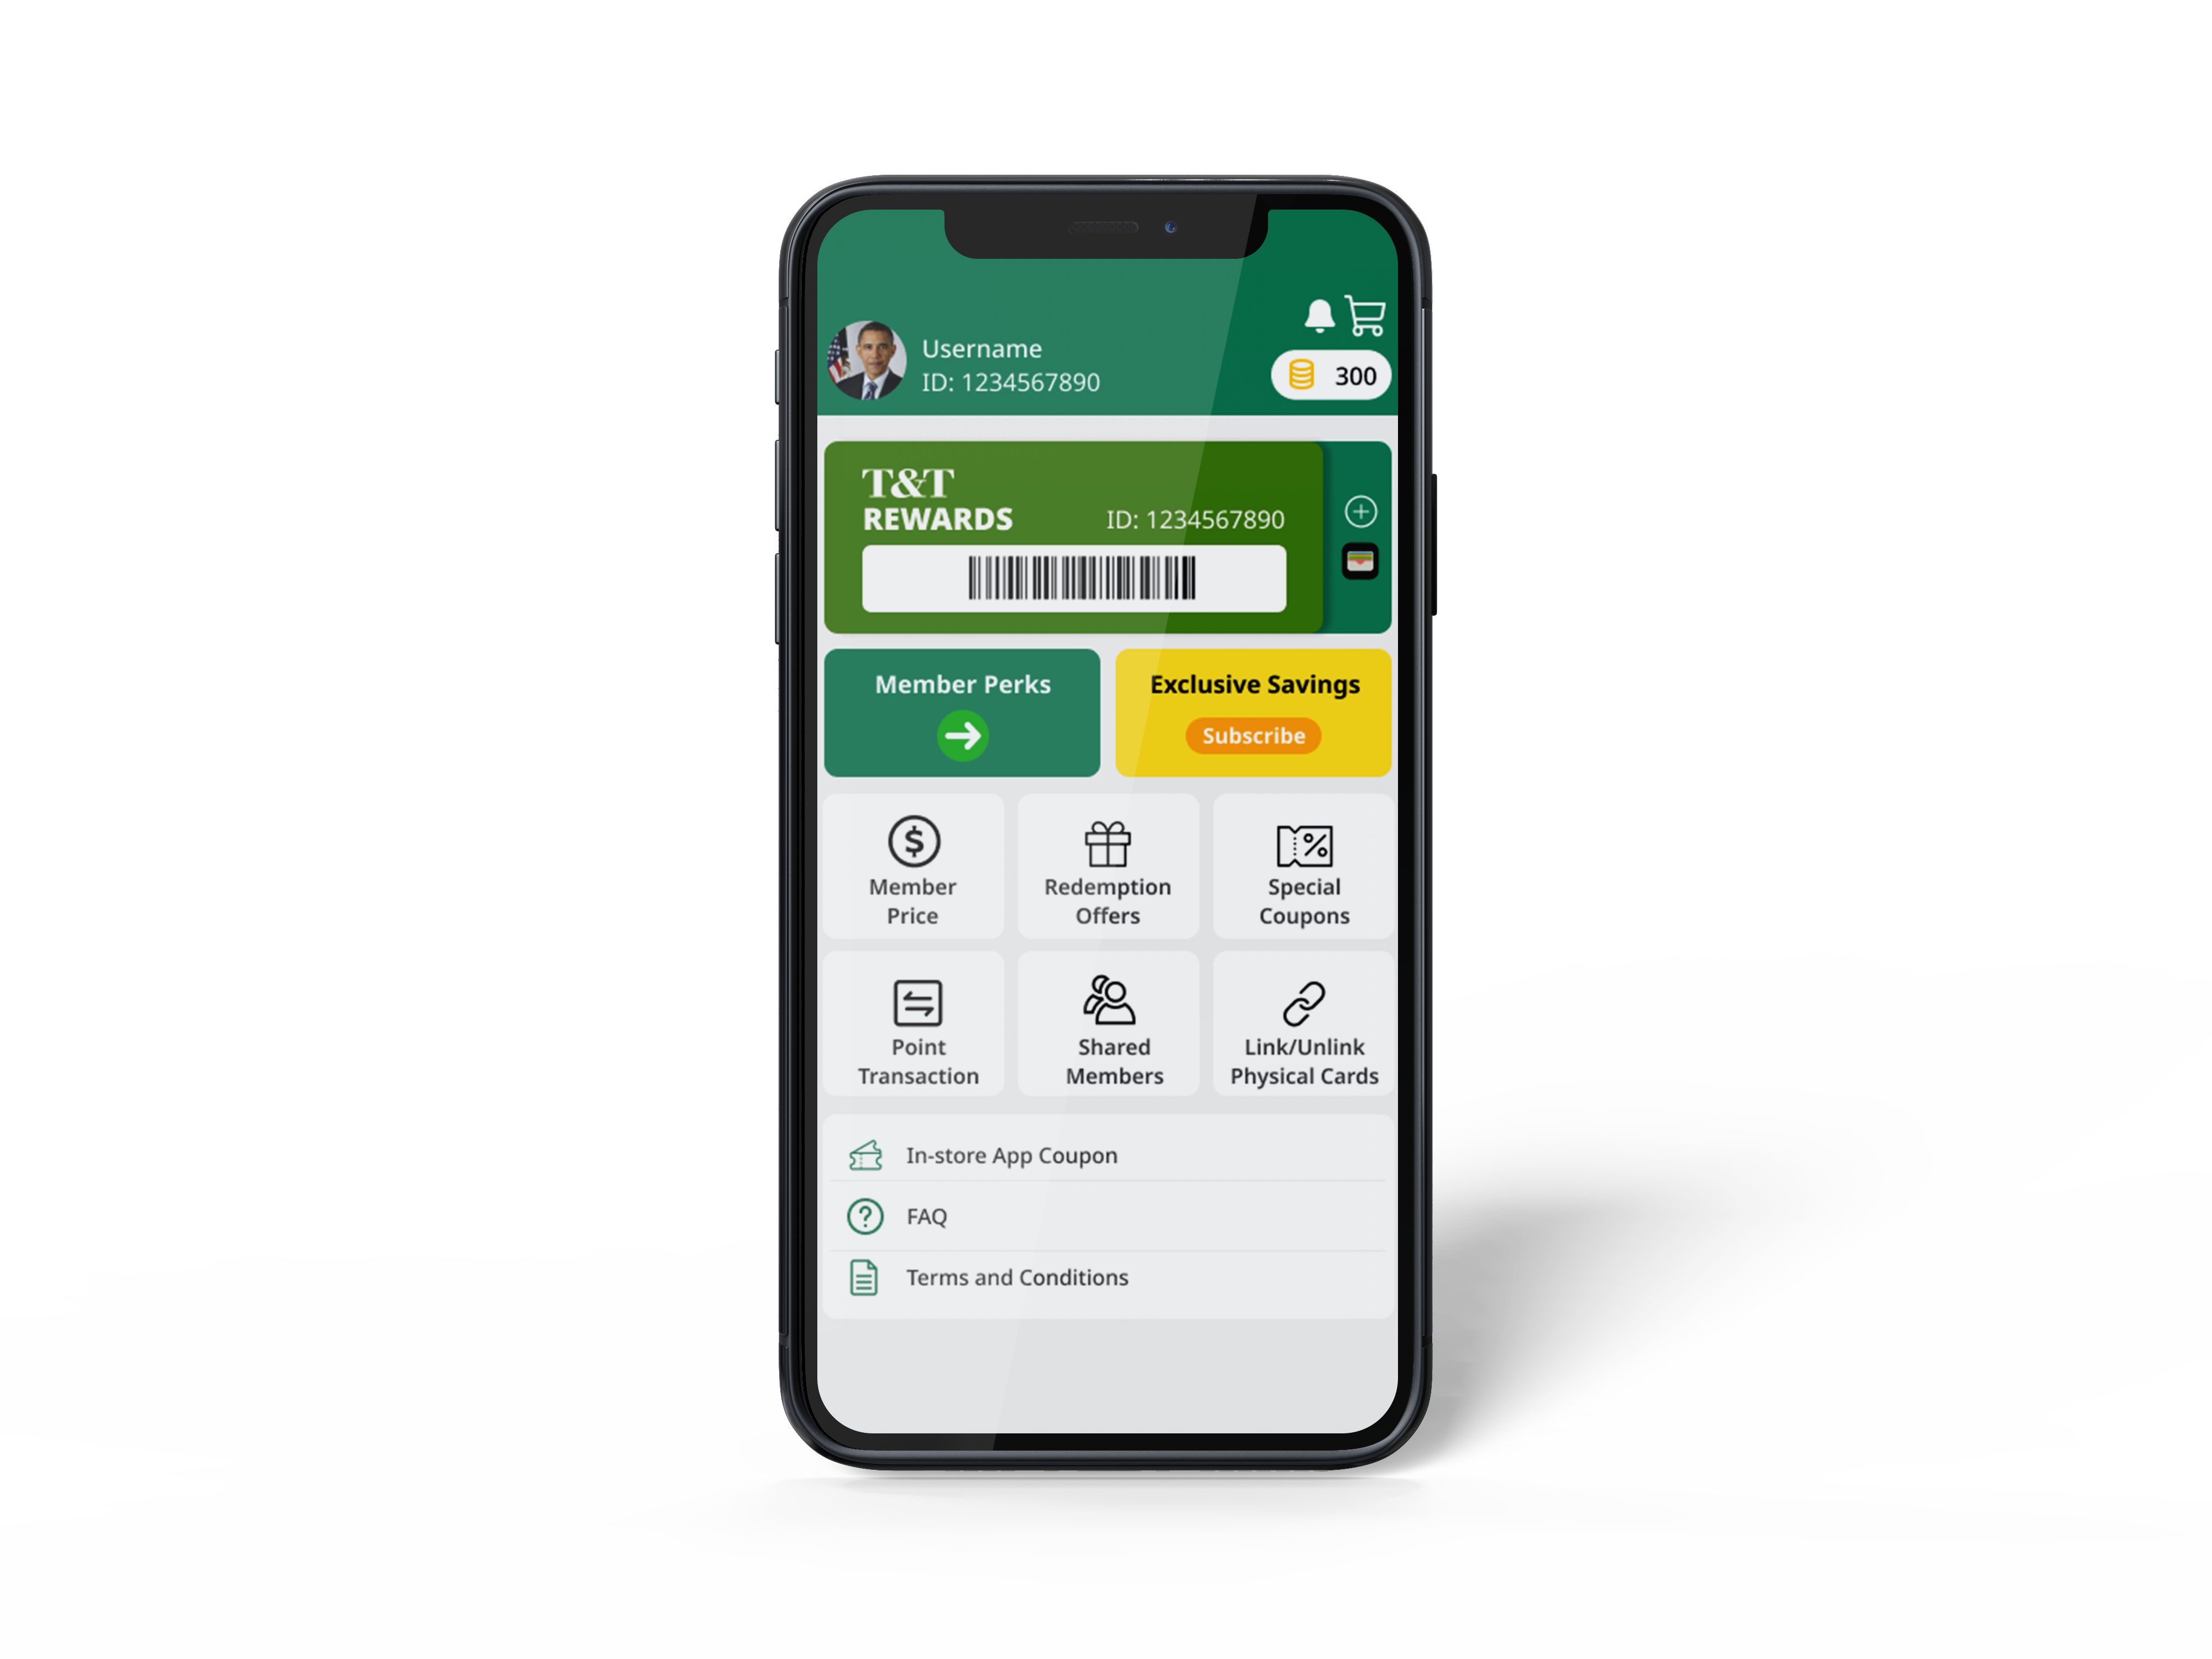 Username
ID: 1234567890
300
T&T
REWARDS
ID: 1234567890
Member Perks
Exclusive Savings
Subscribe
$
Member
Price
Redemption
Offers
%
Special
Coupons
Point
Transaction
Shared
Members
Link/Unlink
Physical Cards
In-store App Coupon
?
FAQ
Terms and Conditions